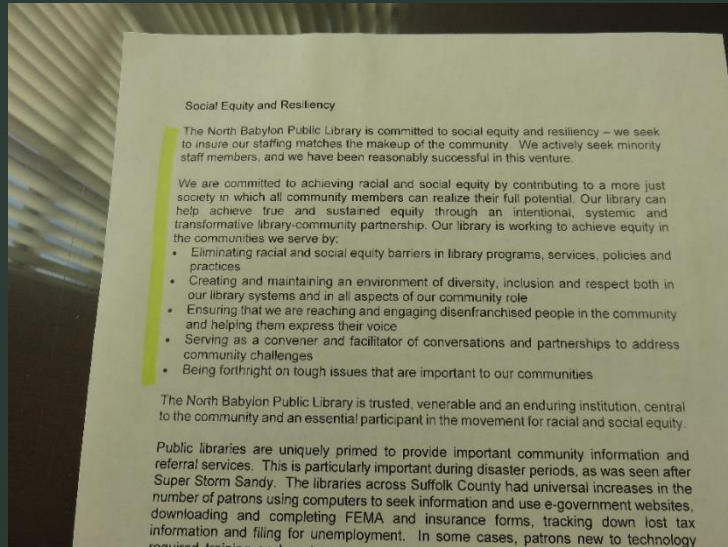 Social Equity and Resiliency
The North Babylon Public Library is committed to social equity and resiliency – we seek
to insure our staffing matches the makeup of the community. We actively seek minority
staff members, and we have been reasonably successful in this venture.
We are committed to achieving racial and social equity by contributing to a more just
society in which all community members can realize their full potential. Our library can
help achieve true and sustained equity through an intentional, systemic and
transformative library-community partnership. Our library is working to achieve equity in
the communities we serve by:
• Eliminating racial and social equity barriers in library programs, services, policies and
practices
• Creating and maintaining an environment of diversity, inclusion and respect both in
our library systems and in all aspects of our community role
• Ensuring that we are reaching and engaging disenfranchised people in the community
and helping them express their voice
• Serving as a convener and facilitator of conversations and partnerships to address
community challenges
• Being forthright on tough issues that are important to our communities
The North Babylon Public Library is trusted, venerable and an enduring institution, central
to the community and an essential participant in the movement for racial and social equity.
Public libraries are uniquely primed to provide important community information and
referral services. This is particularly important during disaster periods, as was seen after
Super Storm Sandy. The libraries across Suffolk County had universal increases in the
number of patrons using computers to seek information and use e-government websites,
downloading and completing FEMA and insurance forms, tracking down lost tax
information and filing for unemployment. In some cases, patrons new to technology
required training